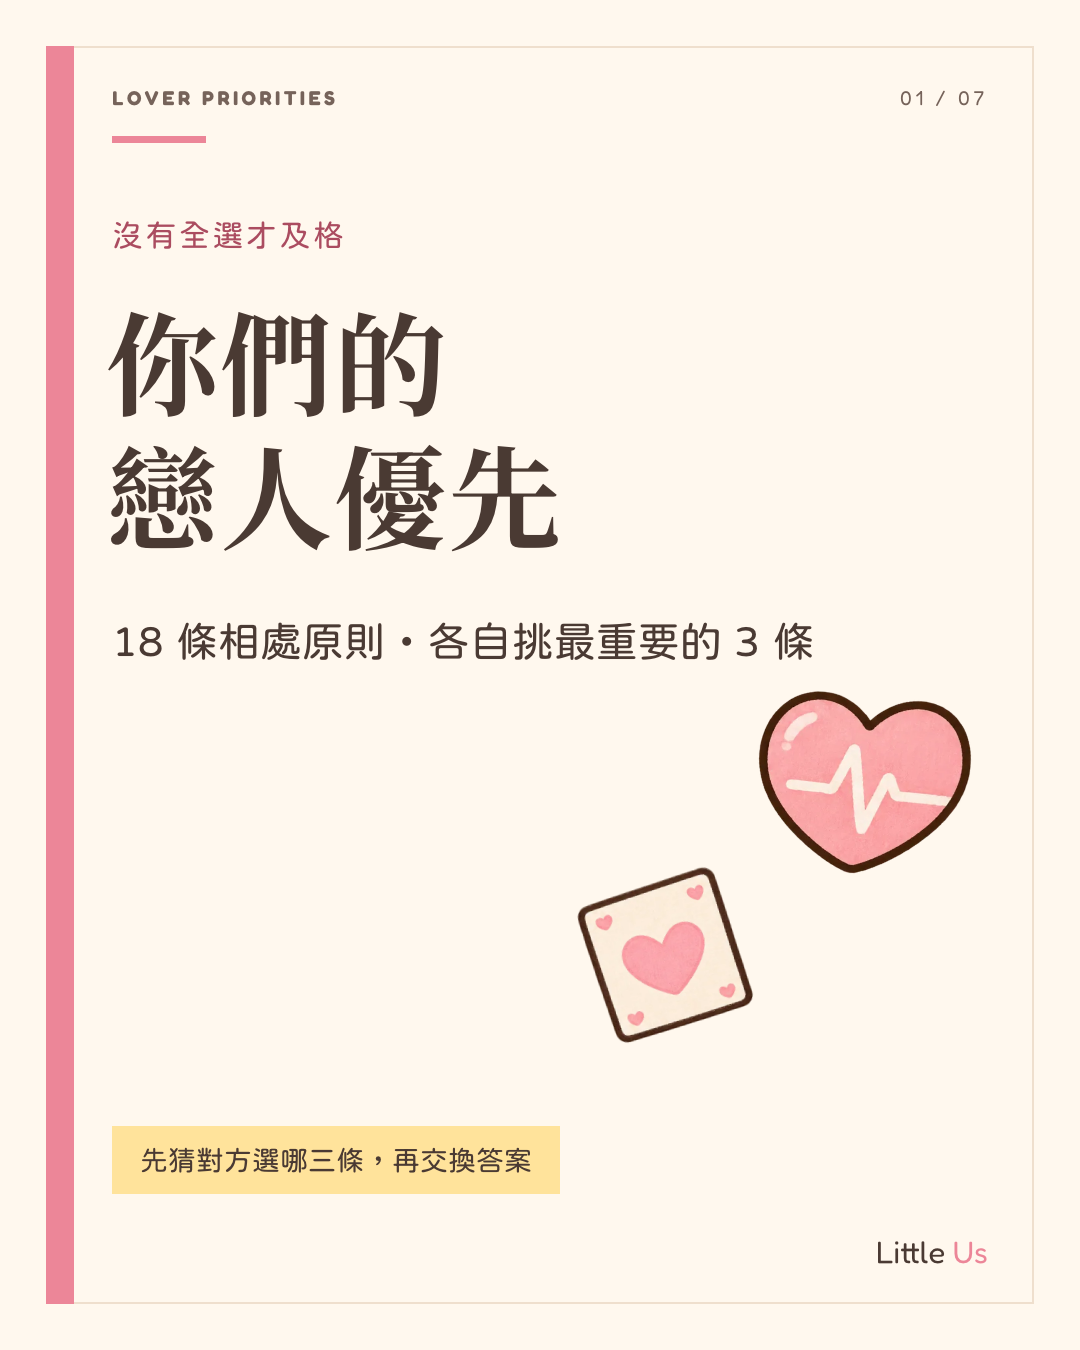 LOVER PRIORITIES
01 / 07
沒有全選才及格
你們的
戀人優先
18 條相處原則・各自挑最重要的 3 條
先猜對方選哪三條，再交換答案
Little Us